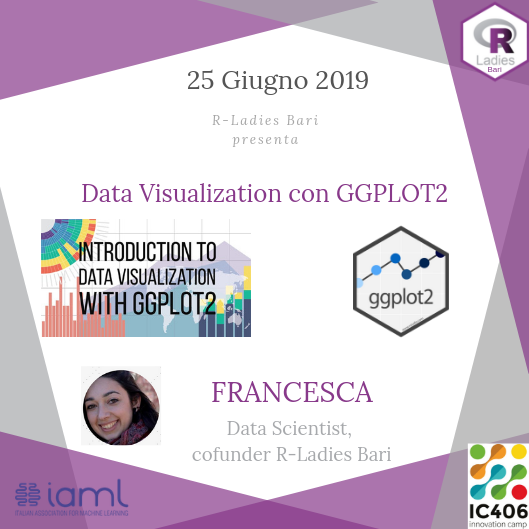 R
Ladies
Bari
25 Giugno 2019
R-Ladies Bari
presenta
Data Visualization con GGPLOT2
INTRODUCTION TO
DATA VISUALIZATION
WITH GGPLOT2
ggplot2
FRANCESCA
Data Scientist,
cofunder R-Ladies Bari
iaml
ITALIAN ASSOCIATION FOR MACHINE LEARNING
IC406
innovation camp